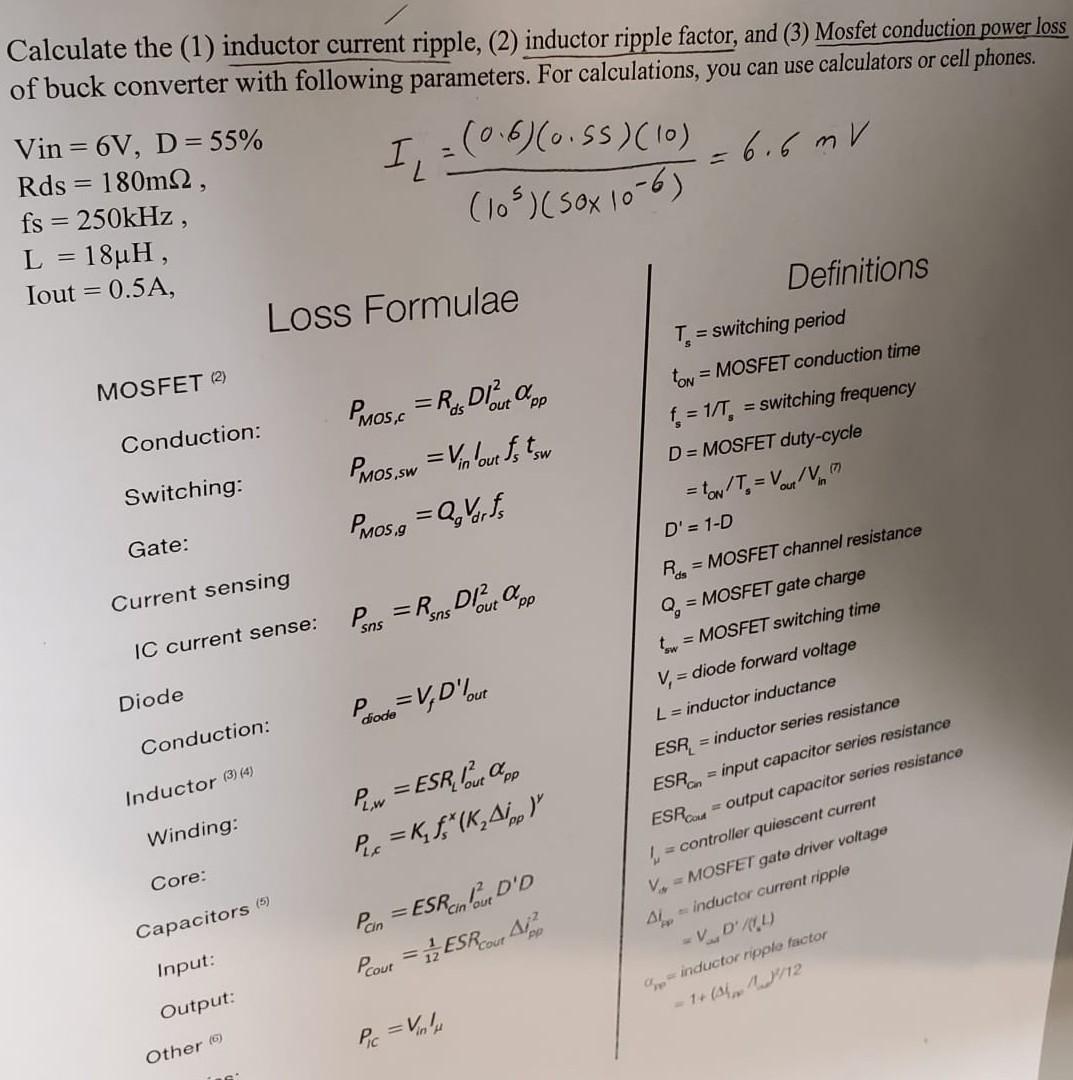 Calculate the (1) inductor current ripple, (2) inductor ripple factor, and (3) Mosfet conduction power loss
of buck converter with following parameters. For calculations, you can use calculators or cell phones.
Vin = 6V, D = 55%
Rds = 180mΩ ,
fs = 250kHz ,
L = 18μH ,
Iout = 0.5A,
I_L = (0.6)(0.55)(10) / (10^5)(50x10^-6) = 6.6 mV
Loss Formulae
MOSFET (2)
Conduction: P_MOS,c = R_ds D I²_out α_pp
Switching: P_MOS,sw = V_in I_out f_s t_sw
Gate: P_MOS,g = Q_g V_dr f_s
Current sensing
IC current sense: P_sns = R_sns D I²_out α_pp
Diode
Conduction: P_diode = V_f D' I_out
Inductor (3) (4)
Winding: P_L,w = ESR_L I²_out α_pp
Core: P_L,c = K_1 f_s^x (K_2 Δi_pp)^y
Capacitors (5)
Input: P_Cin = ESR_Cin I²_out D'D
Output: P_Cout = 1/12 ESR_Cout Δi²_pp
Other (6)
P_IC = V_in I_μ
Definitions
T_s = switching period
t_ON = MOSFET conduction time
f_s = 1/T_s = switching frequency
D = MOSFET duty-cycle
= t_ON /T_s = V_out /V_in (7)
D' = 1-D
R_ds = MOSFET channel resistance
Q_g = MOSFET gate charge
t_sw = MOSFET switching time
V_f = diode forward voltage
L = inductor inductance
ESR_L = inductor series resistance
ESR_Cin = input capacitor series resistance
ESR_Cout = output capacitor series resistance
I_μ = controller quiescent current
V_dr = MOSFET gate driver voltage
Δi_pp = inductor current ripple
= V_out D' /(f_s L)
α_pp = inductor ripple factor
= 1+ (Δi_pp /I_out)²/12